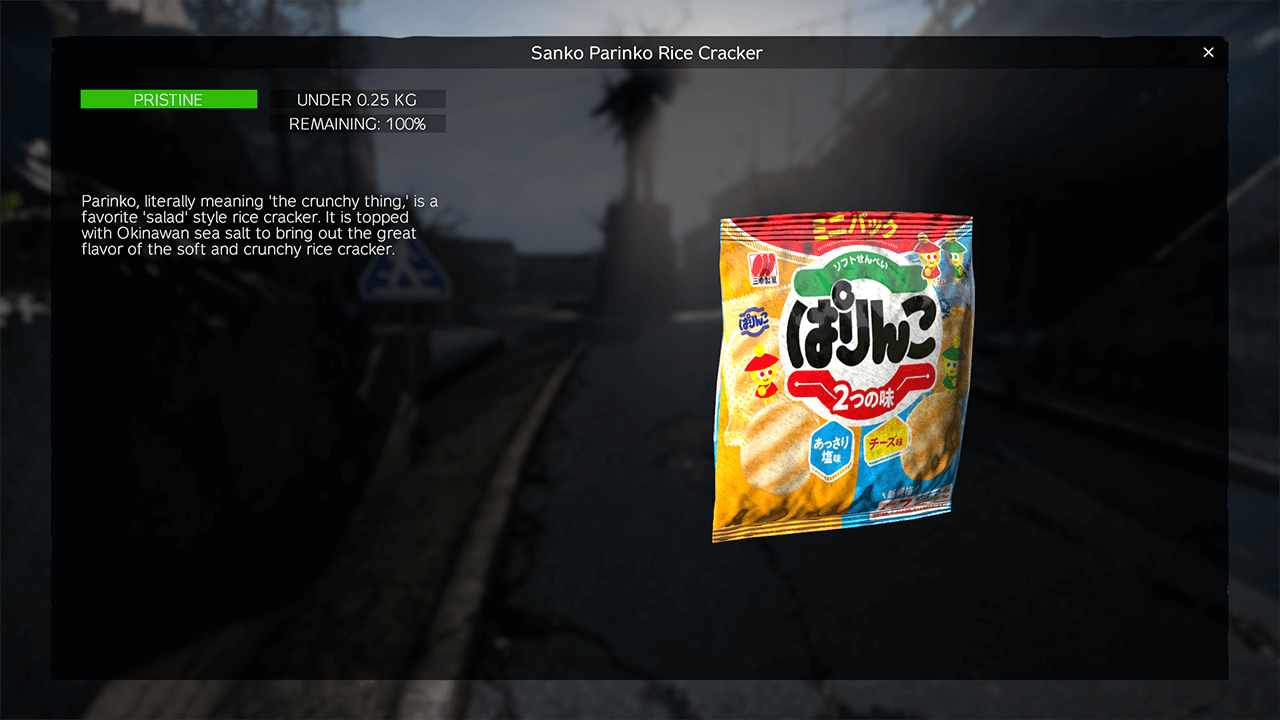 Sanko Parinko Rice Cracker
×
PRISTINE
UNDER 0.25 KG
REMAINING: 100%
Parinko, literally meaning 'the crunchy thing,' is a
favorite 'salad' style rice cracker. It is topped
with Okinawan sea salt to bring out the great
flavor of the soft and crunchy rice cracker.
ミニパック
三幸製菓
ソフトせんべい
ぱりんこ
ぱりんこ
2つの味
あっさり
塩味
チーズ味
新規格